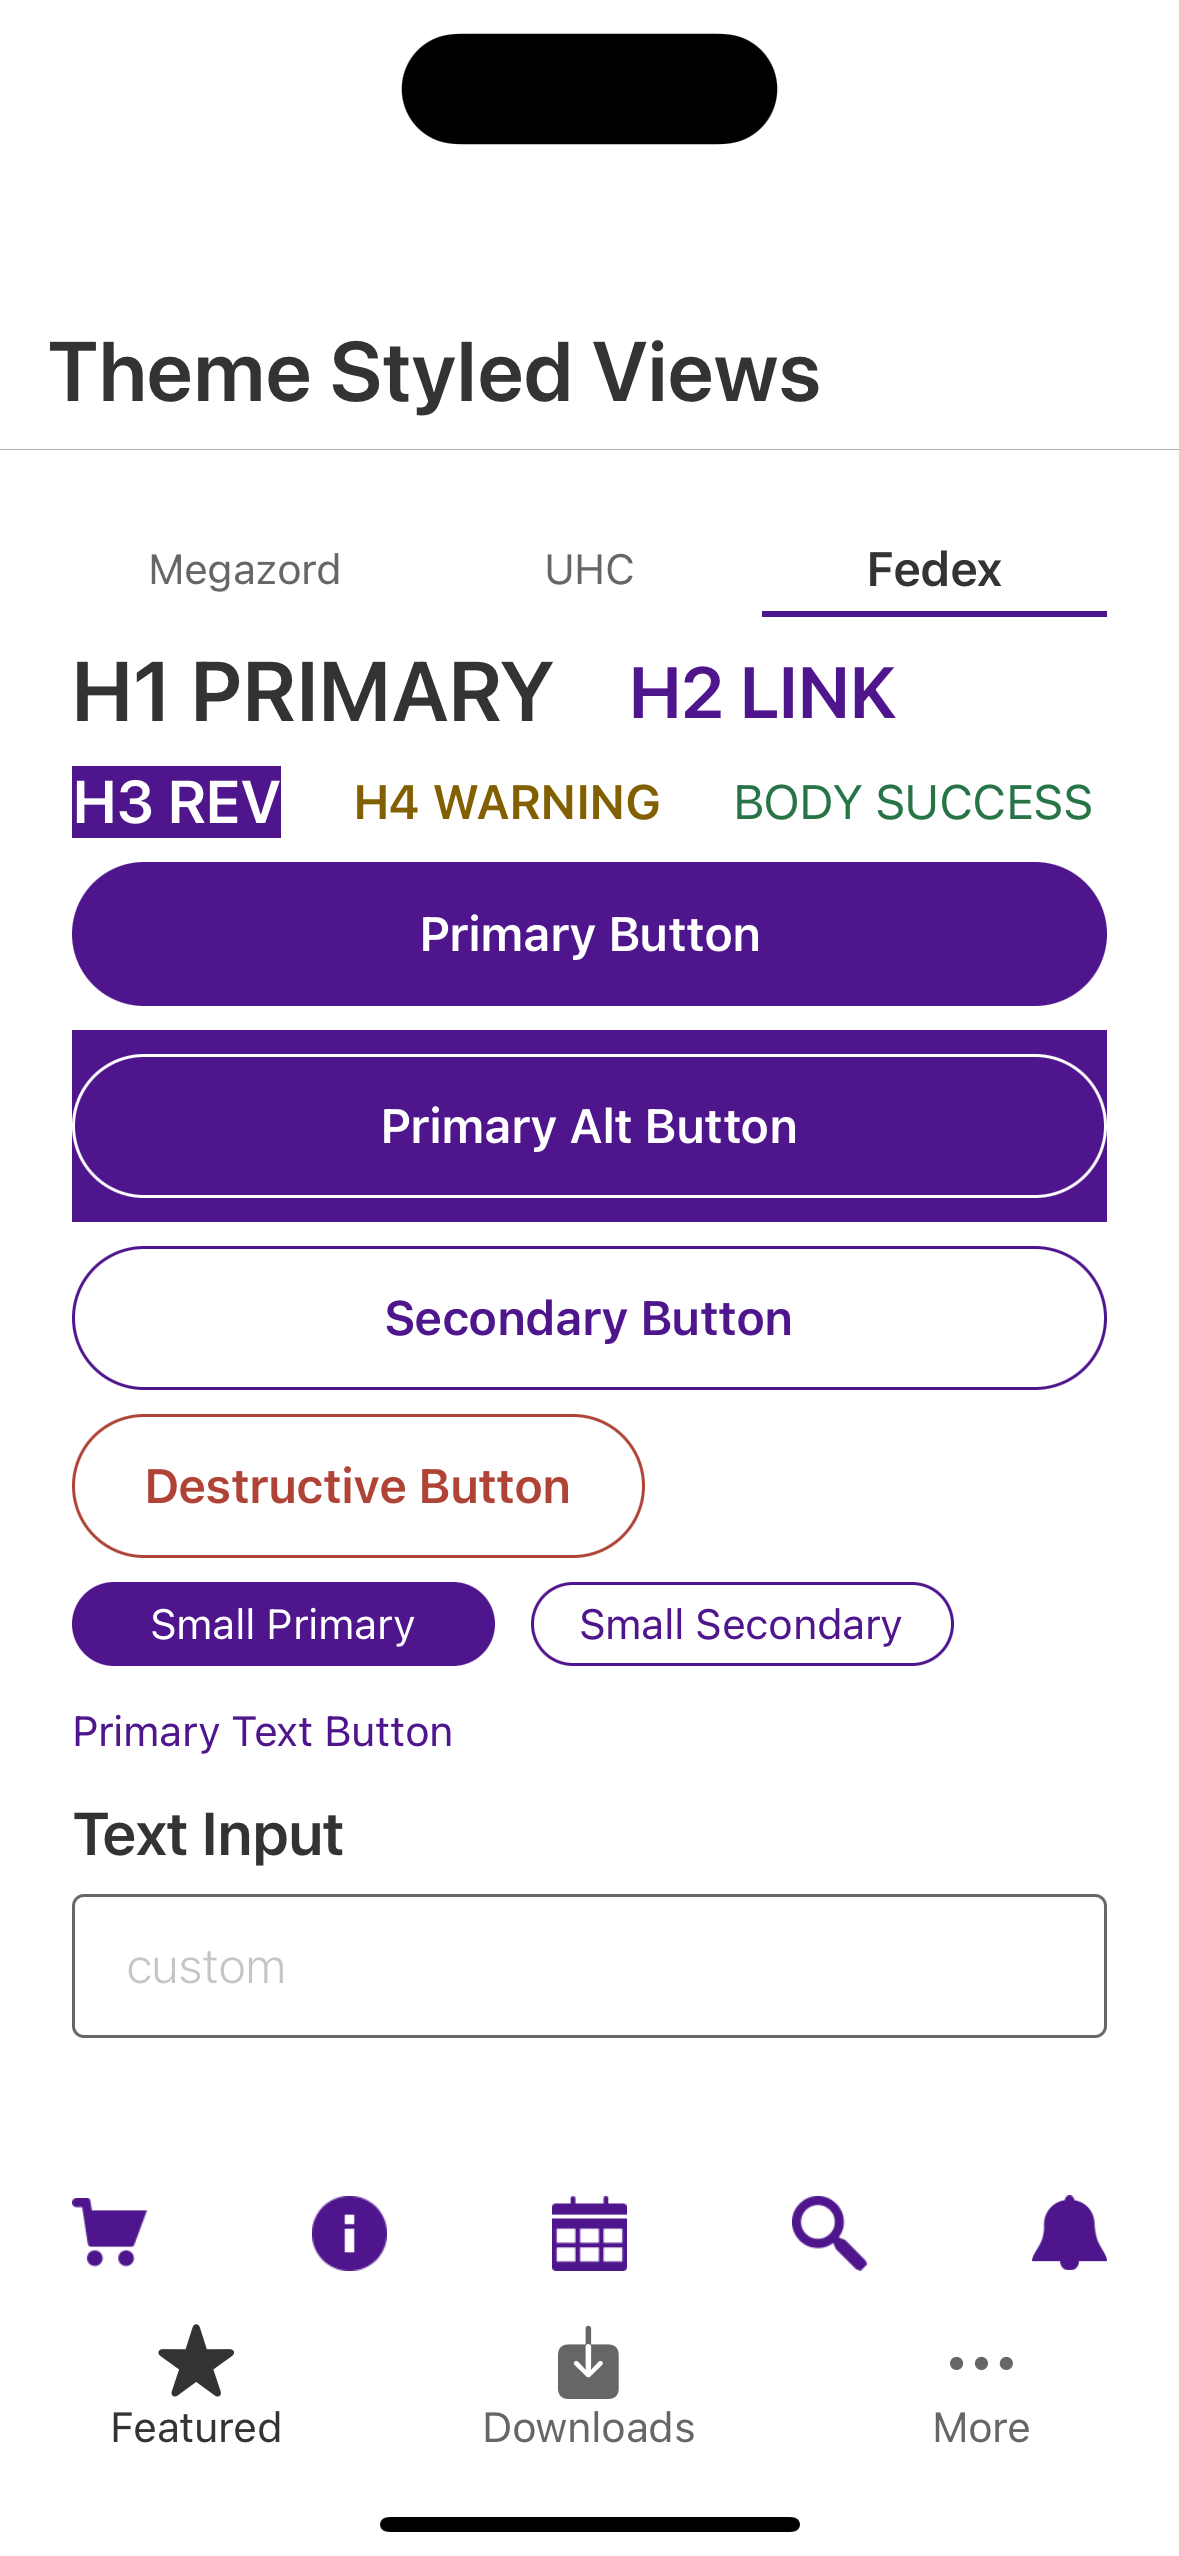 Theme Styled Views
Megazord UHC Fedex
H1 PRIMARY H2 LINK
H3 REV H4 WARNING BODY SUCCESS
Primary Button
Primary Alt Button
Secondary Button
Destructive Button
Small Primary Small Secondary
Primary Text Button
Text Input
custom
Featured Downloads More